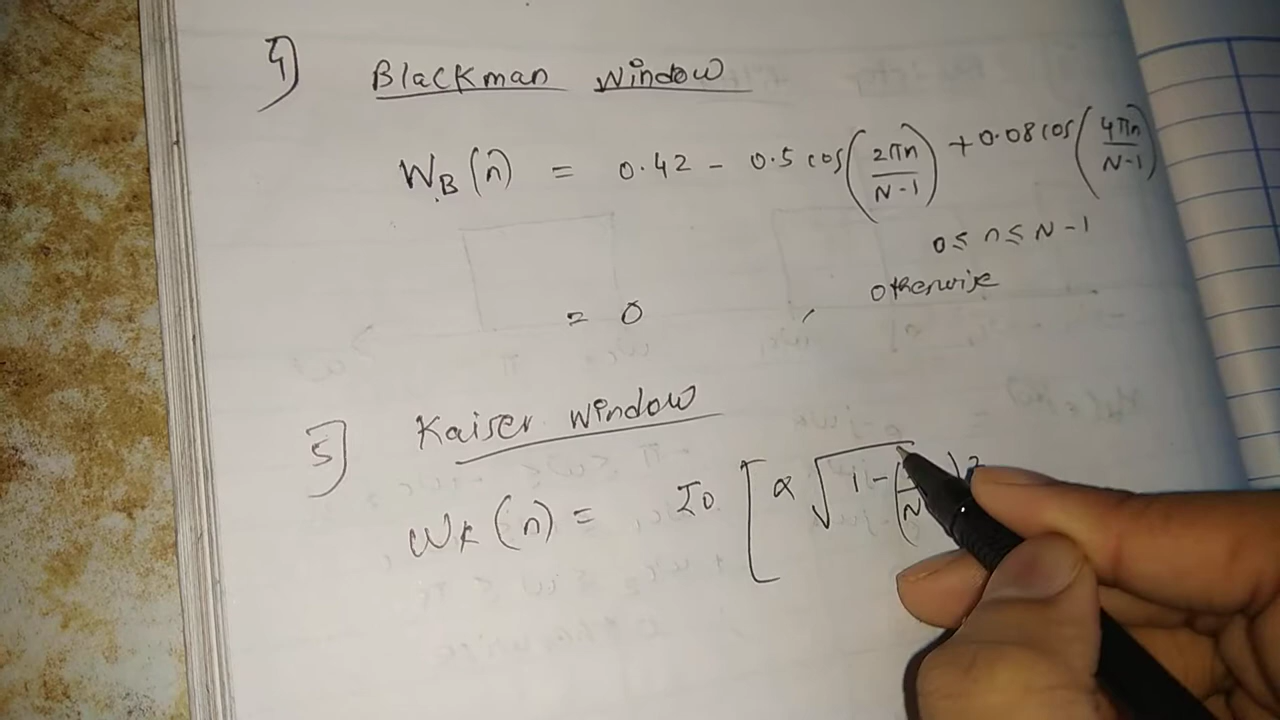 4) Blackman Window
W_B(n) = 0.42 - 0.5 cos(2πn/N-1) + 0.08 cos(4πn/N-1)
0 ≤ n ≤ N-1
= 0 , otherwise
5] Kaiser window
W_K(n) = I0 [ α √ 1 - ( /N )2